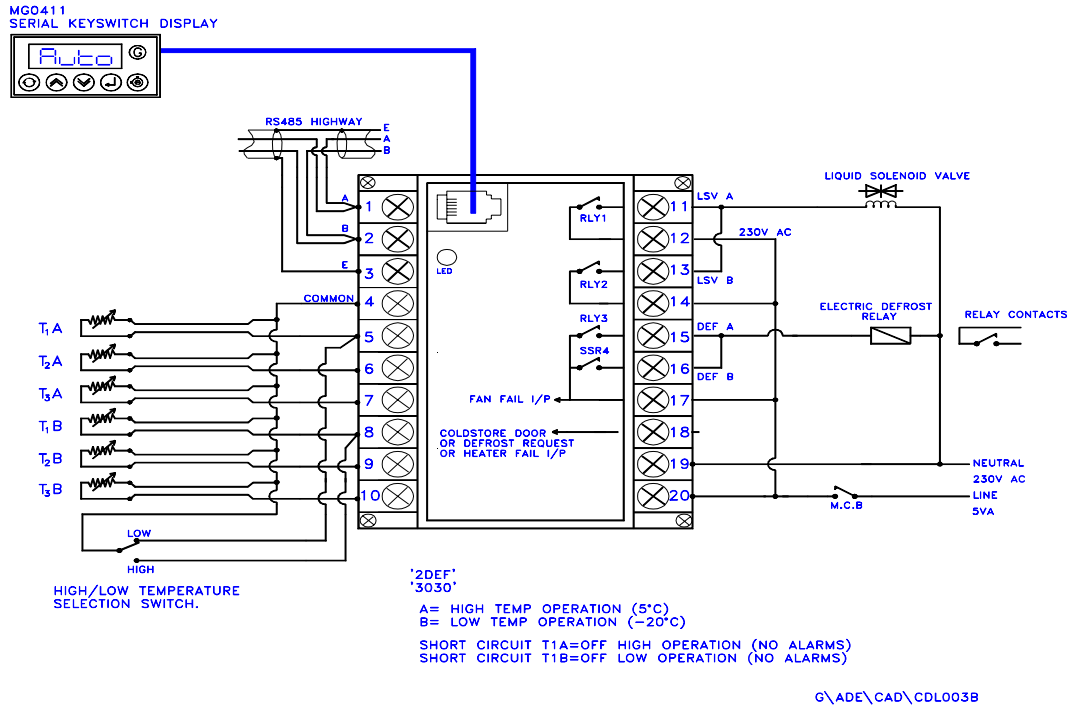 MG0411
SERIAL KEYSWITCH DISPLAY
Auto
G
RS485 HIGHWAY
E
A
B
A
B
E
COMMON
1
2
3
4
5
6
7
8
9
10
LED
RLY1
RLY2
RLY3
SSR4
FAN FAIL I/P
COLDSTORE DOOR
OR DEFROST REQUEST
OR HEATER FAIL I/P
11
12
13
14
15
16
17
18
19
20
LSV A
230V AC
LSV B
DEF A
DEF B
LIQUID SOLENOID VALVE
ELECTRIC DEFROST
RELAY
RELAY CONTACTS
NEUTRAL
230V AC
LINE
5VA
M.C.B
T1A
T2A
T3A
T1B
T2B
T3B
LOW
HIGH
HIGH/LOW TEMPERATURE
SELECTION SWITCH.
'2DEF'
'3030'
A= HIGH TEMP OPERATION (5°C)
B= LOW TEMP OPERATION (−20°C)
SHORT CIRCUIT T1A=OFF HIGH OPERATION (NO ALARMS)
SHORT CIRCUIT T1B=OFF LOW OPERATION (NO ALARMS)
G\ADE\CAD\CDL003B